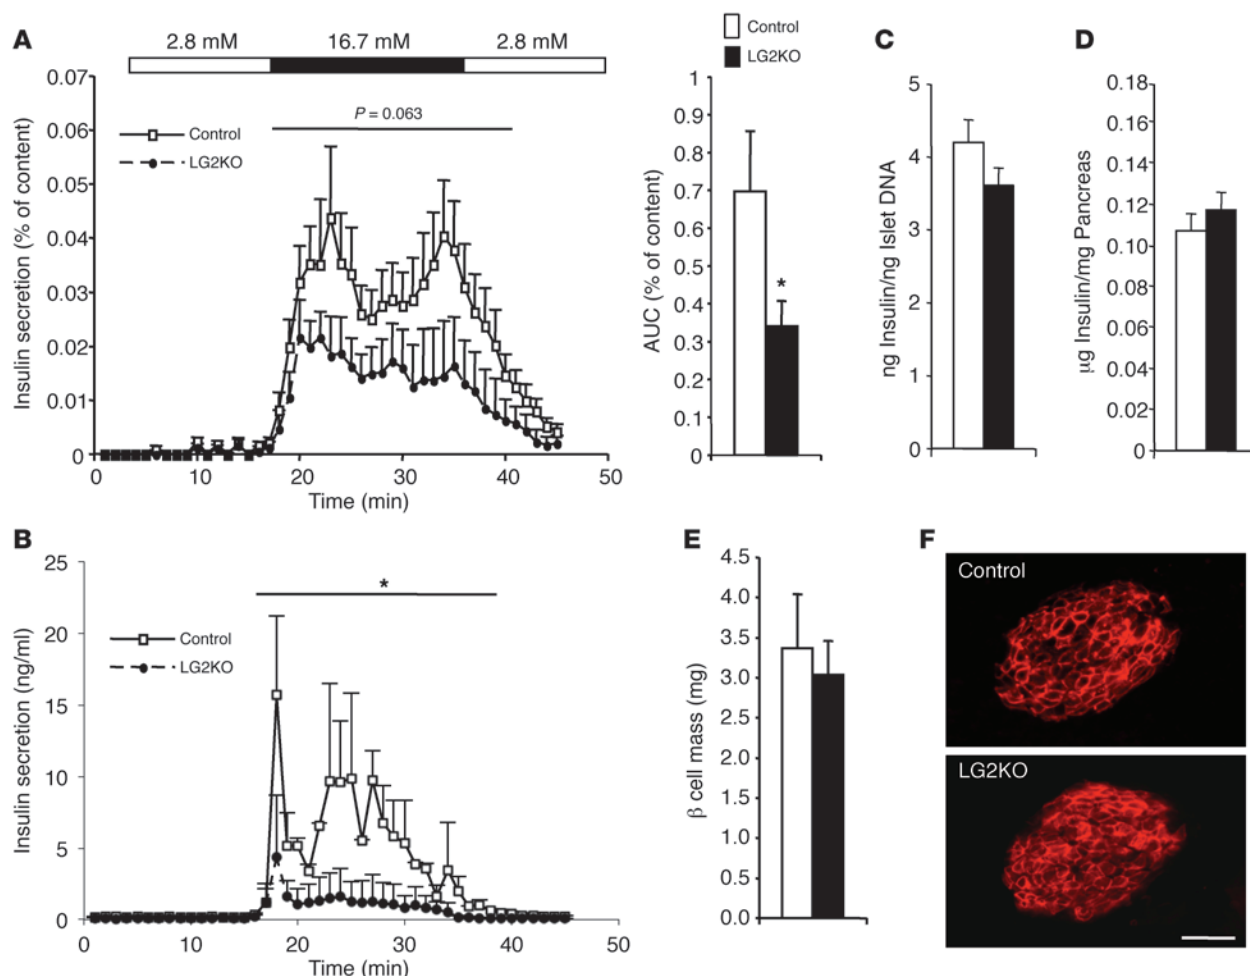 A
2.8 mM 16.7 mM 2.8 mM
P = 0.063
Control
LG2KO
Insulin secretion (% of content)
0.07
0.06
0.05
0.04
0.03
0.02
0.01
0
0 10 20 30 40 50
Time (min)
Control
LG2KO
AUC (% of content)
1
0.9
0.8
0.7
0.6
0.5
0.4
0.3
0.2
0.1
0
*
C
ng Insulin/ng Islet DNA
5
4
3
2
1
0
D
µg Insulin/mg Pancreas
0.18
0.16
0.14
0.12
0.10
0.08
0.06
0.04
0.02
0
B
Insulin secretion (ng/ml)
25
20
15
10
5
0
*
Control
LG2KO
0 10 20 30 40 50
Time (min)
E
β cell mass (mg)
4.5
4.0
3.5
3.0
2.5
2.0
1.5
1.0
0.5
0.0
F
Control
LG2KO